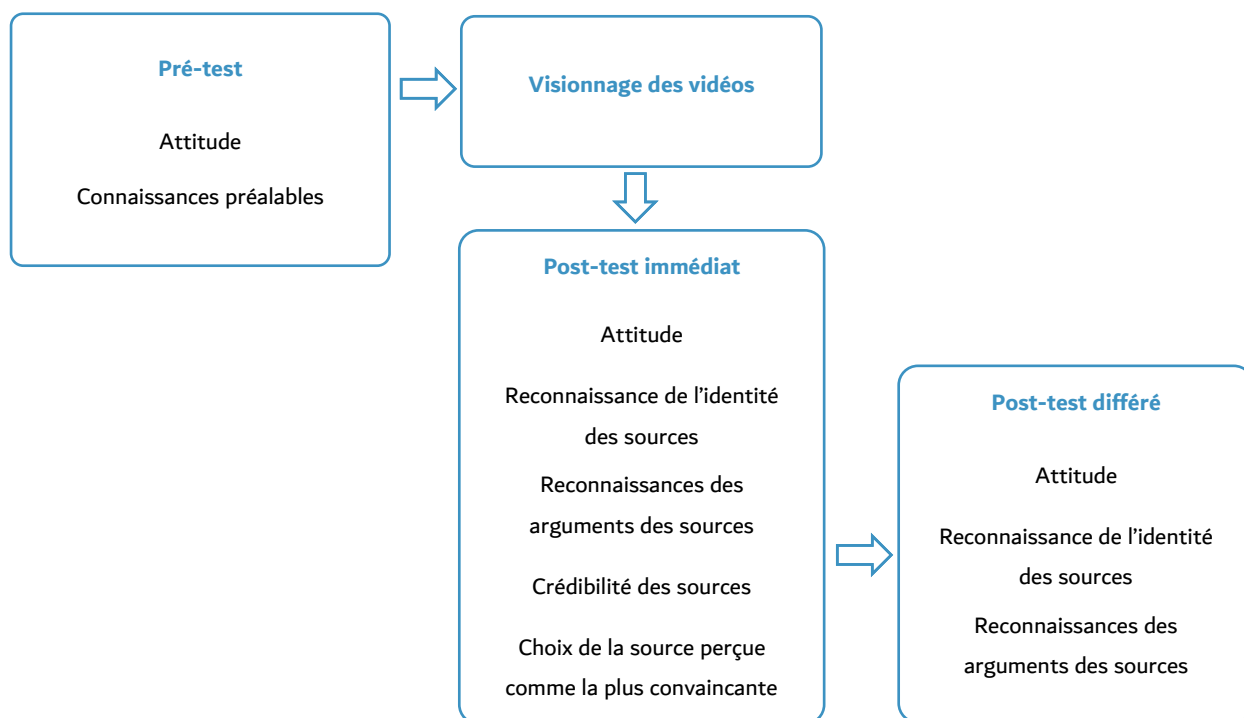 Pré-test
Attitude
Connaissances préalables
Visionnage des vidéos
Post-test immédiat
Attitude
Reconnaissance de l'identité
des sources
Reconnaissances des
arguments des sources
Crédibilité des sources
Choix de la source perçue
comme la plus convaincante
Post-test différé
Attitude
Reconnaissance de l'identité
des sources
Reconnaissances des
arguments des sources